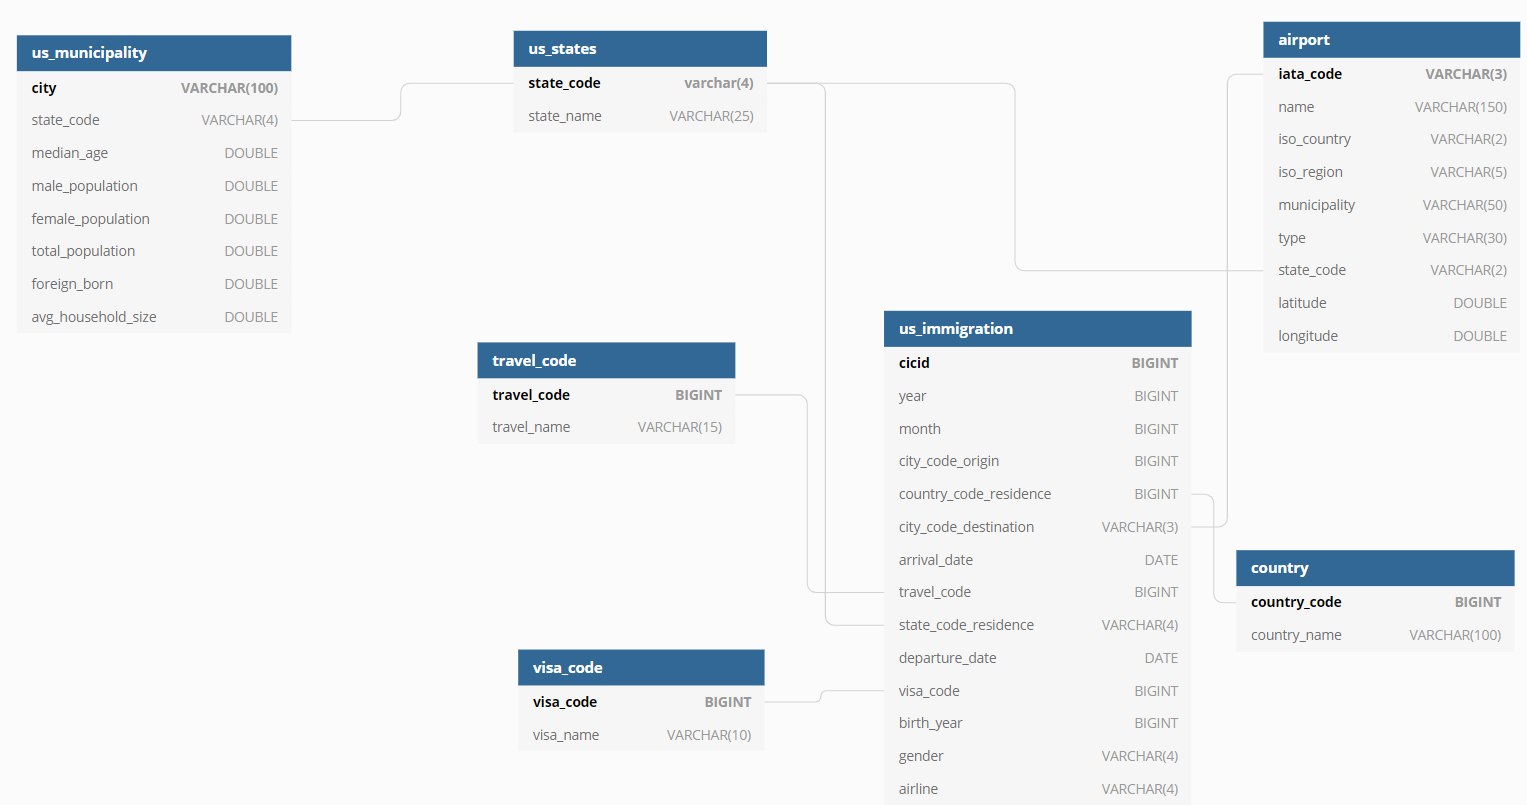 us_municipality
city VARCHAR(100)
state_code VARCHAR(4)
median_age DOUBLE
male_population DOUBLE
female_population DOUBLE
total_population DOUBLE
foreign_born DOUBLE
avg_household_size DOUBLE
us_states
state_code varchar(4)
state_name VARCHAR(25)
airport
iata_code VARCHAR(3)
name VARCHAR(150)
iso_country VARCHAR(2)
iso_region VARCHAR(5)
municipality VARCHAR(50)
type VARCHAR(30)
state_code VARCHAR(2)
latitude DOUBLE
longitude DOUBLE
travel_code
travel_code BIGINT
travel_name VARCHAR(15)
us_immigration
cicid BIGINT
year BIGINT
month BIGINT
city_code_origin BIGINT
country_code_residence BIGINT
city_code_destination VARCHAR(3)
arrival_date DATE
travel_code BIGINT
state_code_residence VARCHAR(4)
departure_date DATE
visa_code BIGINT
birth_year BIGINT
gender VARCHAR(4)
airline VARCHAR(4)
country
country_code BIGINT
country_name VARCHAR(100)
visa_code
visa_code BIGINT
visa_name VARCHAR(10)